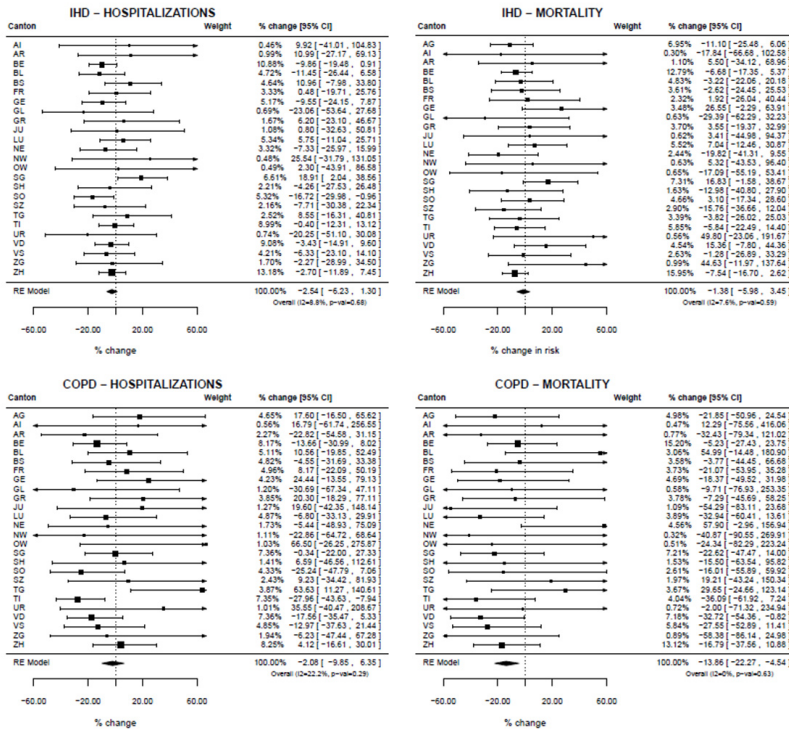 IHD – HOSPITALIZATIONS
Canton Weight % change [95% CI]
AI 0.46% 9.92 [ −41.01 , 104.83]
AR 0.99% 10.99 [ −27.17 , 69.13]
BE 10.88% −9.86 [ −19.48 , 0.91]
BL 4.72% −11.45 [ −26.44 , 6.58]
BS 4.64% 10.96 [ −7.98 , 33.80]
FR 3.33% 0.48 [ −19.71 , 25.76]
GE 5.17% −9.55 [ −24.15 , 7.87]
GL 0.69% −23.06 [ −53.64 , 27.68]
GR 1.67% 6.20 [ −23.10 , 46.67]
JU 1.08% 0.80 [ −32.63 , 50.81]
LU 5.34% 5.75 [ −11.04 , 25.71]
NE 3.32% −7.33 [ −25.97 , 15.99]
NW 0.48% 25.54 [ −31.79 , 131.05]
OW 0.49% 2.30 [ −43.91 , 86.58]
SG 6.61% 18.91 [ 2.04 , 38.56]
SH 2.21% −4.26 [ −27.53 , 26.48]
SO 5.32% −16.72 [ −29.96 , −0.96]
SZ 2.16% −7.71 [ −30.38 , 22.34]
TG 2.52% 8.55 [ −16.31 , 40.81]
TI 8.99% −0.40 [ −12.31 , 13.12]
UR 0.74% −20.25 [ −51.10 , 30.08]
VD 9.08% −3.43 [ −14.91 , 9.60]
VS 4.21% −6.33 [ −23.10 , 14.10]
ZG 1.70% −2.27 [ −28.99 , 34.50]
ZH 13.18% −2.70 [ −11.89 , 7.45]
RE Model 100.00% −2.54 [ −6.23 , 1.30]
Overall (I2=8.8%, p−val=0.68)
−60.00 −20.00 20.00 60.00
% change
IHD – MORTALITY
Canton Weight % change [95% CI]
AG 6.95% −11.10 [ −25.48 , 6.06]
AI 0.30% −17.84 [ −66.68 , 102.58]
AR 1.10% 5.50 [ −34.12 , 68.96]
BE 12.79% −6.68 [ −17.35 , 5.37]
BL 4.83% −3.22 [ −22.06 , 20.18]
BS 3.61% −2.62 [ −24.45 , 25.53]
FR 2.32% 1.92 [ −26.04 , 40.44]
GE 3.48% 26.55 [ −2.29 , 63.91]
GL 0.63% −29.39 [ −62.29 , 32.23]
GR 3.70% 3.55 [ −19.37 , 32.99]
JU 0.62% 3.41 [ −44.98 , 94.37]
LU 5.52% 7.04 [ −12.46 , 30.87]
NE 2.44% −19.82 [ −41.31 , 9.55]
NW 0.63% 5.32 [ −43.53 , 96.40]
OW 0.65% −17.09 [ −55.19 , 53.41]
SG 7.31% 16.83 [ −1.58 , 38.67]
SH 1.63% −12.98 [ −40.80 , 27.90]
SO 4.66% 3.10 [ −17.34 , 28.60]
SZ 2.90% −15.76 [ −36.66 , 12.04]
TG 3.39% −3.82 [ −26.02 , 25.03]
TI 5.85% −5.84 [ −22.49 , 14.40]
UR 0.56% 49.80 [ −23.06 , 191.67]
VD 4.54% 15.36 [ −7.80 , 44.36]
VS 2.63% −1.28 [ −26.89 , 33.29]
ZG 0.99% 44.63 [ −11.97 , 137.64]
ZH 15.95% −7.54 [ −16.70 , 2.62]
RE Model 100.00% −1.38 [ −5.98 , 3.45]
Overall (I2=7.6%, p−val=0.59)
−60.00 −20.00 20.00 60.00
% change in risk
COPD – HOSPITALIZATIONS
Canton Weight % change [95% CI]
AG 4.65% 17.60 [ −16.50 , 65.62]
AI 0.56% 16.79 [ −61.74 , 256.55]
AR 2.27% −22.82 [ −54.58 , 31.15]
BE 8.17% −13.66 [ −30.99 , 8.02]
BL 5.11% 10.56 [ −19.85 , 52.49]
BS 4.82% −4.55 [ −31.69 , 33.38]
FR 4.96% 8.17 [ −22.09 , 50.19]
GE 4.23% 24.44 [ −13.55 , 79.13]
GL 1.20% −30.69 [ −67.34 , 47.11]
GR 3.85% 20.30 [ −18.29 , 77.11]
JU 1.27% 19.60 [ −42.35 , 148.14]
LU 4.87% −6.80 [ −33.13 , 29.91]
NE 1.73% −5.44 [ −48.93 , 75.09]
NW 1.11% −22.86 [ −64.72 , 68.64]
OW 1.03% 66.50 [ −26.25 , 275.87]
SG 7.36% −0.34 [ −22.00 , 27.33]
SH 1.41% 6.59 [ −46.56 , 112.61]
SO 4.33% −25.24 [ −47.79 , 7.06]
SZ 2.43% 9.23 [ −34.42 , 81.93]
TG 3.87% 63.63 [ 11.27 , 140.61]
TI 7.35% −27.96 [ −43.63 , −7.94]
UR 1.01% 35.55 [ −40.47 , 208.67]
VD 7.36% −17.56 [ −35.47 , 5.33]
VS 4.85% −12.97 [ −37.63 , 21.44]
ZG 1.94% −6.23 [ −47.44 , 67.28]
ZH 8.25% 4.12 [ −16.61 , 30.01]
RE Model 100.00% −2.08 [ −9.85 , 6.35]
Overall (I2=22.2%, p−val=0.29)
−60.00 −20.00 20.00 60.00
% change
COPD – MORTALITY
Canton Weight % change [95% CI]
AG 4.98% −21.85 [ −50.96 , 24.54]
AI 0.47% 12.29 [ −75.56 , 416.06]
AR 0.77% −32.43 [ −79.34 , 121.02]
BE 15.20% −5.23 [ −27.43 , 23.75]
BL 3.06% 54.99 [ −14.48 , 180.90]
BS 3.58% −3.77 [ −44.45 , 66.68]
FR 3.73% −21.07 [ −53.95 , 35.28]
GE 4.69% −18.37 [ −49.52 , 31.98]
GL 0.58% −9.71 [ −76.93 , 253.35]
GR 3.78% −7.29 [ −45.69 , 58.25]
JU 1.09% −54.29 [ −83.11 , 23.68]
LU 3.89% −32.94 [ −60.41 , 13.61]
NE 4.56% 57.90 [ −2.96 , 156.94]
NW 0.32% −40.87 [ −90.55 , 269.91]
OW 0.51% −24.34 [ −82.29 , 223.24]
SG 7.21% −22.62 [ −47.47 , 14.00]
SH 1.53% −15.50 [ −63.54 , 95.82]
SO 2.61% −16.01 [ −55.89 , 59.92]
SZ 1.97% 19.21 [ −43.24 , 150.34]
TG 3.67% 29.65 [ −24.66 , 123.14]
TI 4.04% −36.09 [ −61.92 , 7.24]
UR 0.72% −2.00 [ −71.32 , 234.94]
VD 7.18% −32.72 [ −54.36 , −0.82]
VS 5.84% −27.55 [ −52.89 , 11.41]
ZG 0.89% −58.38 [ −86.14 , 24.98]
ZH 13.12% −16.79 [ −37.56 , 10.88]
RE Model 100.00% −13.86 [ −22.27 , −4.54]
Overall (I2=0%, p−val=0.63)
−60.00 −20.00 20.00 60.00
% change